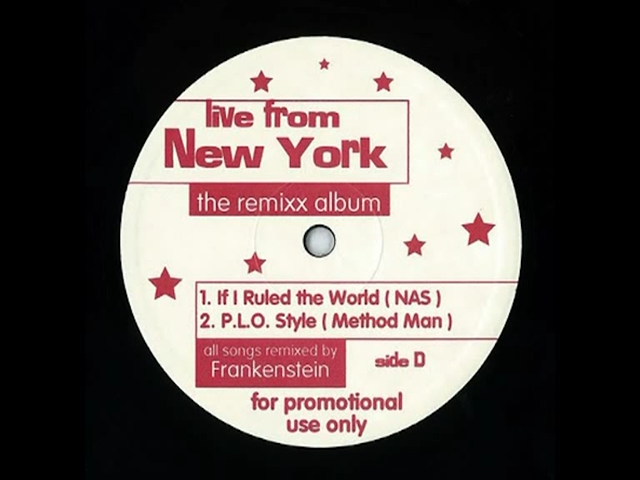 live from
New York
the remixx album
1. If I Ruled the World ( NAS )
2. P.L.O. Style ( Method Man )
all songs remixed by
Frankenstein
side D
for promotional
use only